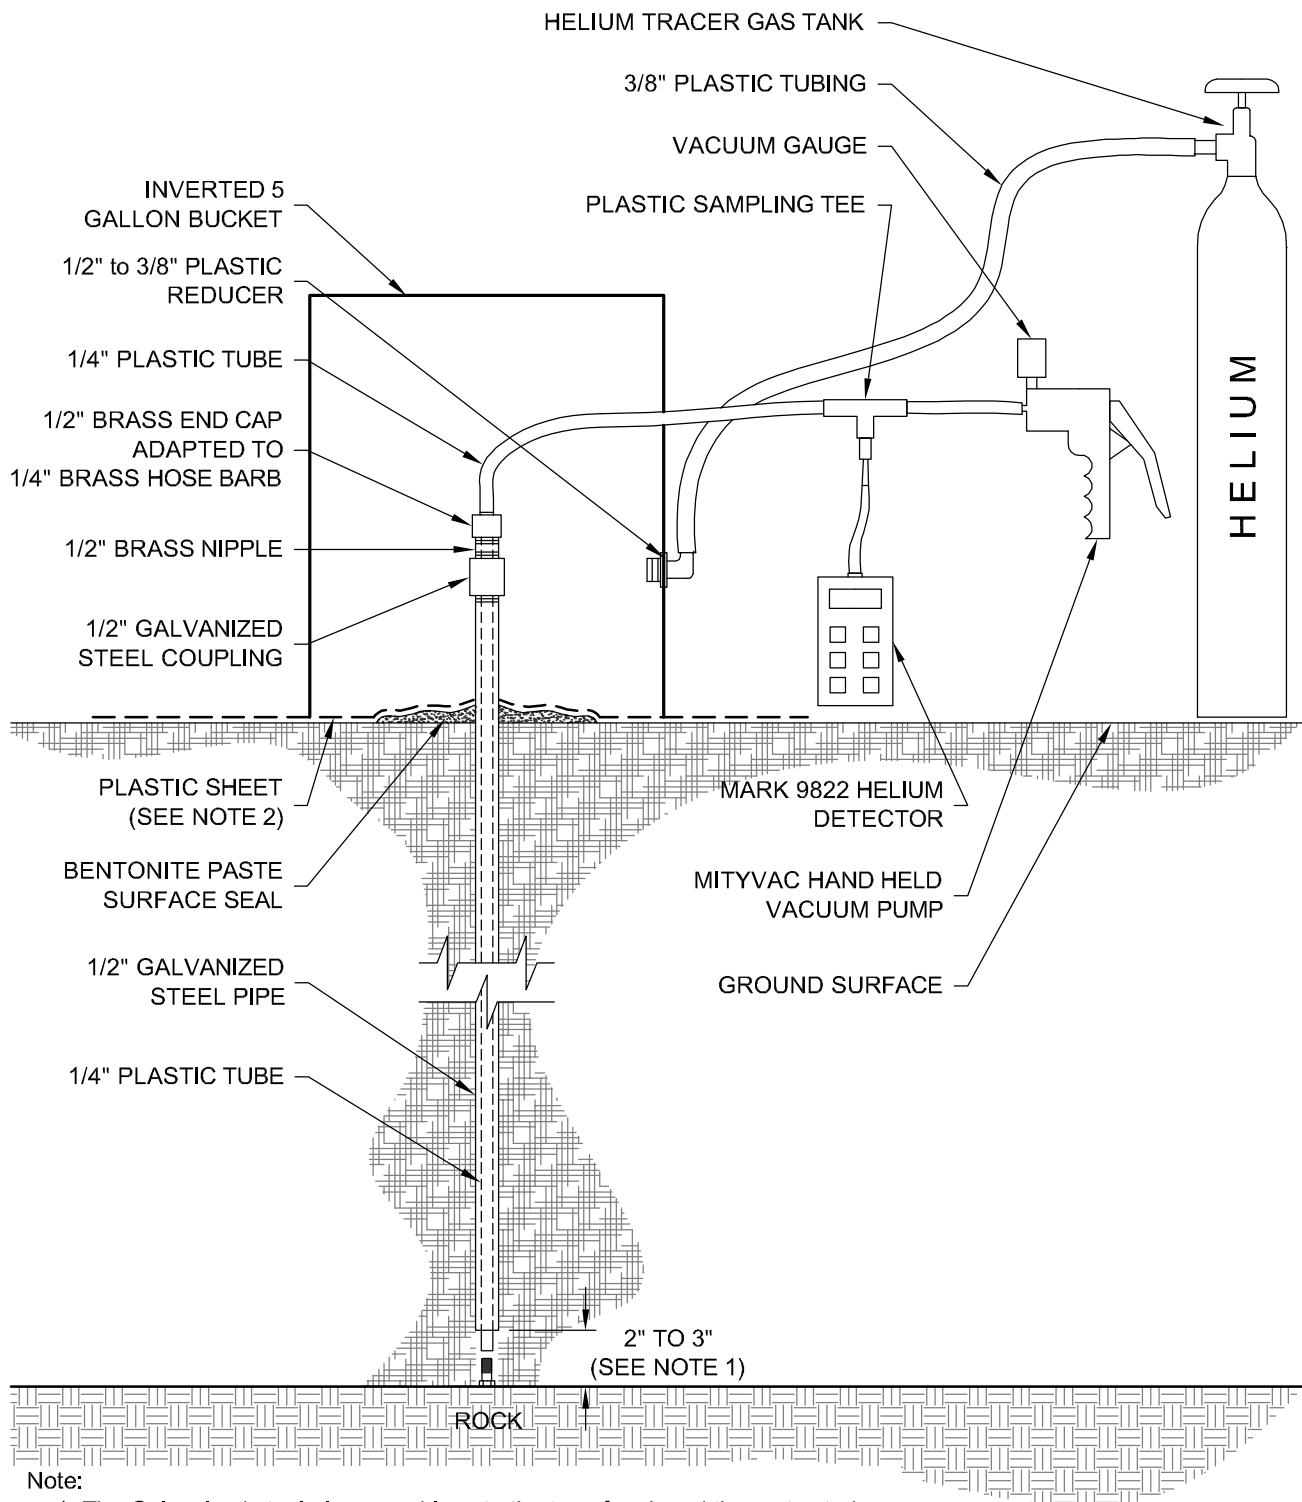 HELIUM TRACER GAS TANK
3/8" PLASTIC TUBING
VACUUM GAUGE
PLASTIC SAMPLING TEE
INVERTED 5
GALLON BUCKET
1/2" to 3/8" PLASTIC
REDUCER
1/4" PLASTIC TUBE
1/2" BRASS END CAP
ADAPTED TO
1/4" BRASS HOSE BARB
1/2" BRASS NIPPLE
1/2" GALVANIZED
STEEL COUPLING
HELIUM
PLASTIC SHEET
(SEE NOTE 2)
BENTONITE PASTE
SURFACE SEAL
1/2" GALVANIZED
STEEL PIPE
1/4" PLASTIC TUBE
MARK 9822 HELIUM
DETECTOR
MITYVAC HAND HELD
VACUUM PUMP
GROUND SURFACE
2" TO 3"
(SEE NOTE 1)
ROCK
Note: